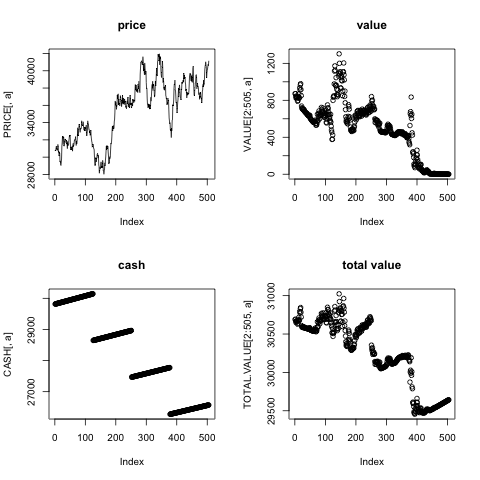 price
PRICE[, a]
28000 34000 40000
0 100 200 300 400 500
Index
value
VALUE[2:505, a]
0 400 800 1200
0 100 200 300 400 500
Index
cash
CASH[, a]
27000 29000
0 100 200 300 400 500
Index
total value
TOTAL.VALUE[2:505, a]
29500 30000 30500 31000
0 100 200 300 400 500
Index